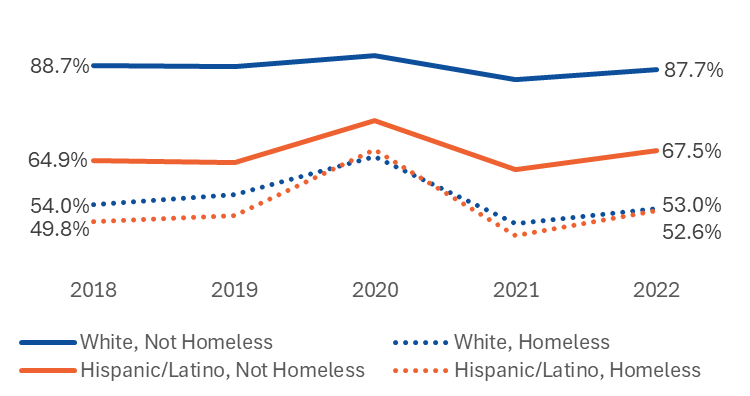 88.7%
87.7%
64.9%
67.5%
54.0%
53.0%
49.8%
52.6%
2018 2019 2020 2021 2022
White, Not Homeless White, Homeless
Hispanic/Latino, Not Homeless Hispanic/Latino, Homeless